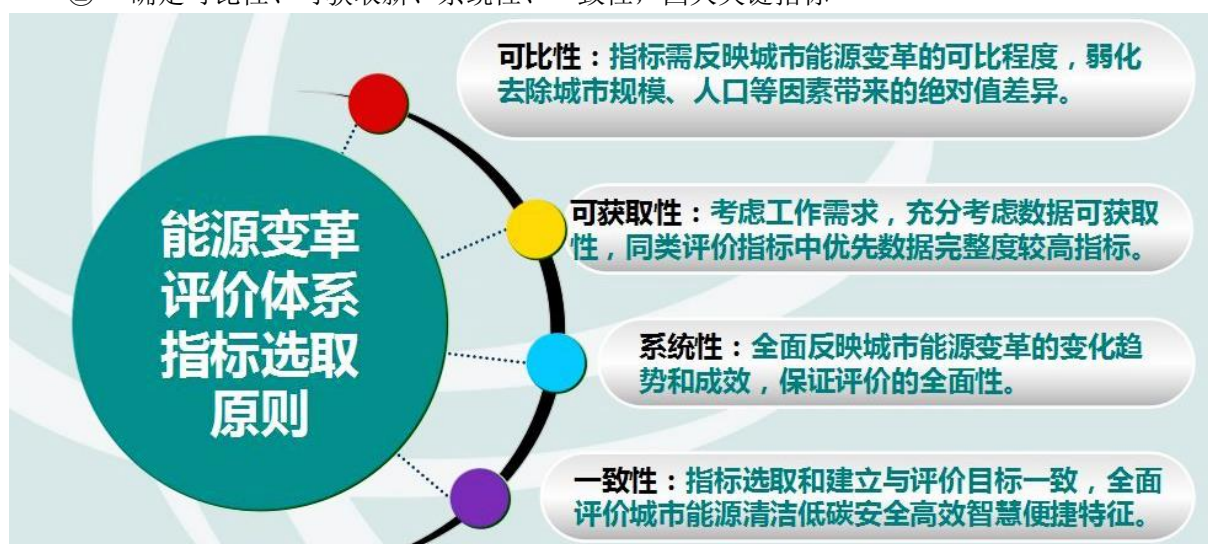 能源变革
评价体系
指标选取
原则
可比性：指标需反映城市能源变革的可比程度，弱化
去除城市规模、人口等因素带来的绝对值差异。
可获取性：考虑工作需求，充分考虑数据可获取
性，同类评价指标中优先数据完整度较高指标。
系统性：全面反映城市能源变革的变化趋
势和成效，保证评价的全面性。
一致性：指标选取和建立与评价目标一致，全面
评价城市能源清洁低碳安全高效智慧便捷特征。